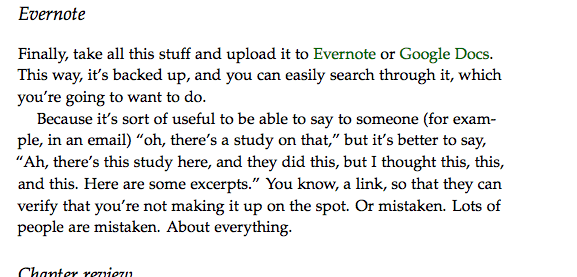 Evernote
Finally, take all this stuff and upload it to Evernote or Google Docs.
This way, it’s backed up, and you can easily search through it, which
you’re going to want to do.
Because it’s sort of useful to be able to say to someone (for exam-
ple, in an email) “oh, there’s a study on that,” but it’s better to say,
“Ah, there’s this study here, and they did this, but I thought this, this,
and this. Here are some excerpts.” You know, a link, so that they can
verify that you’re not making it up on the spot. Or mistaken. Lots of
people are mistaken. About everything.
Chapter review